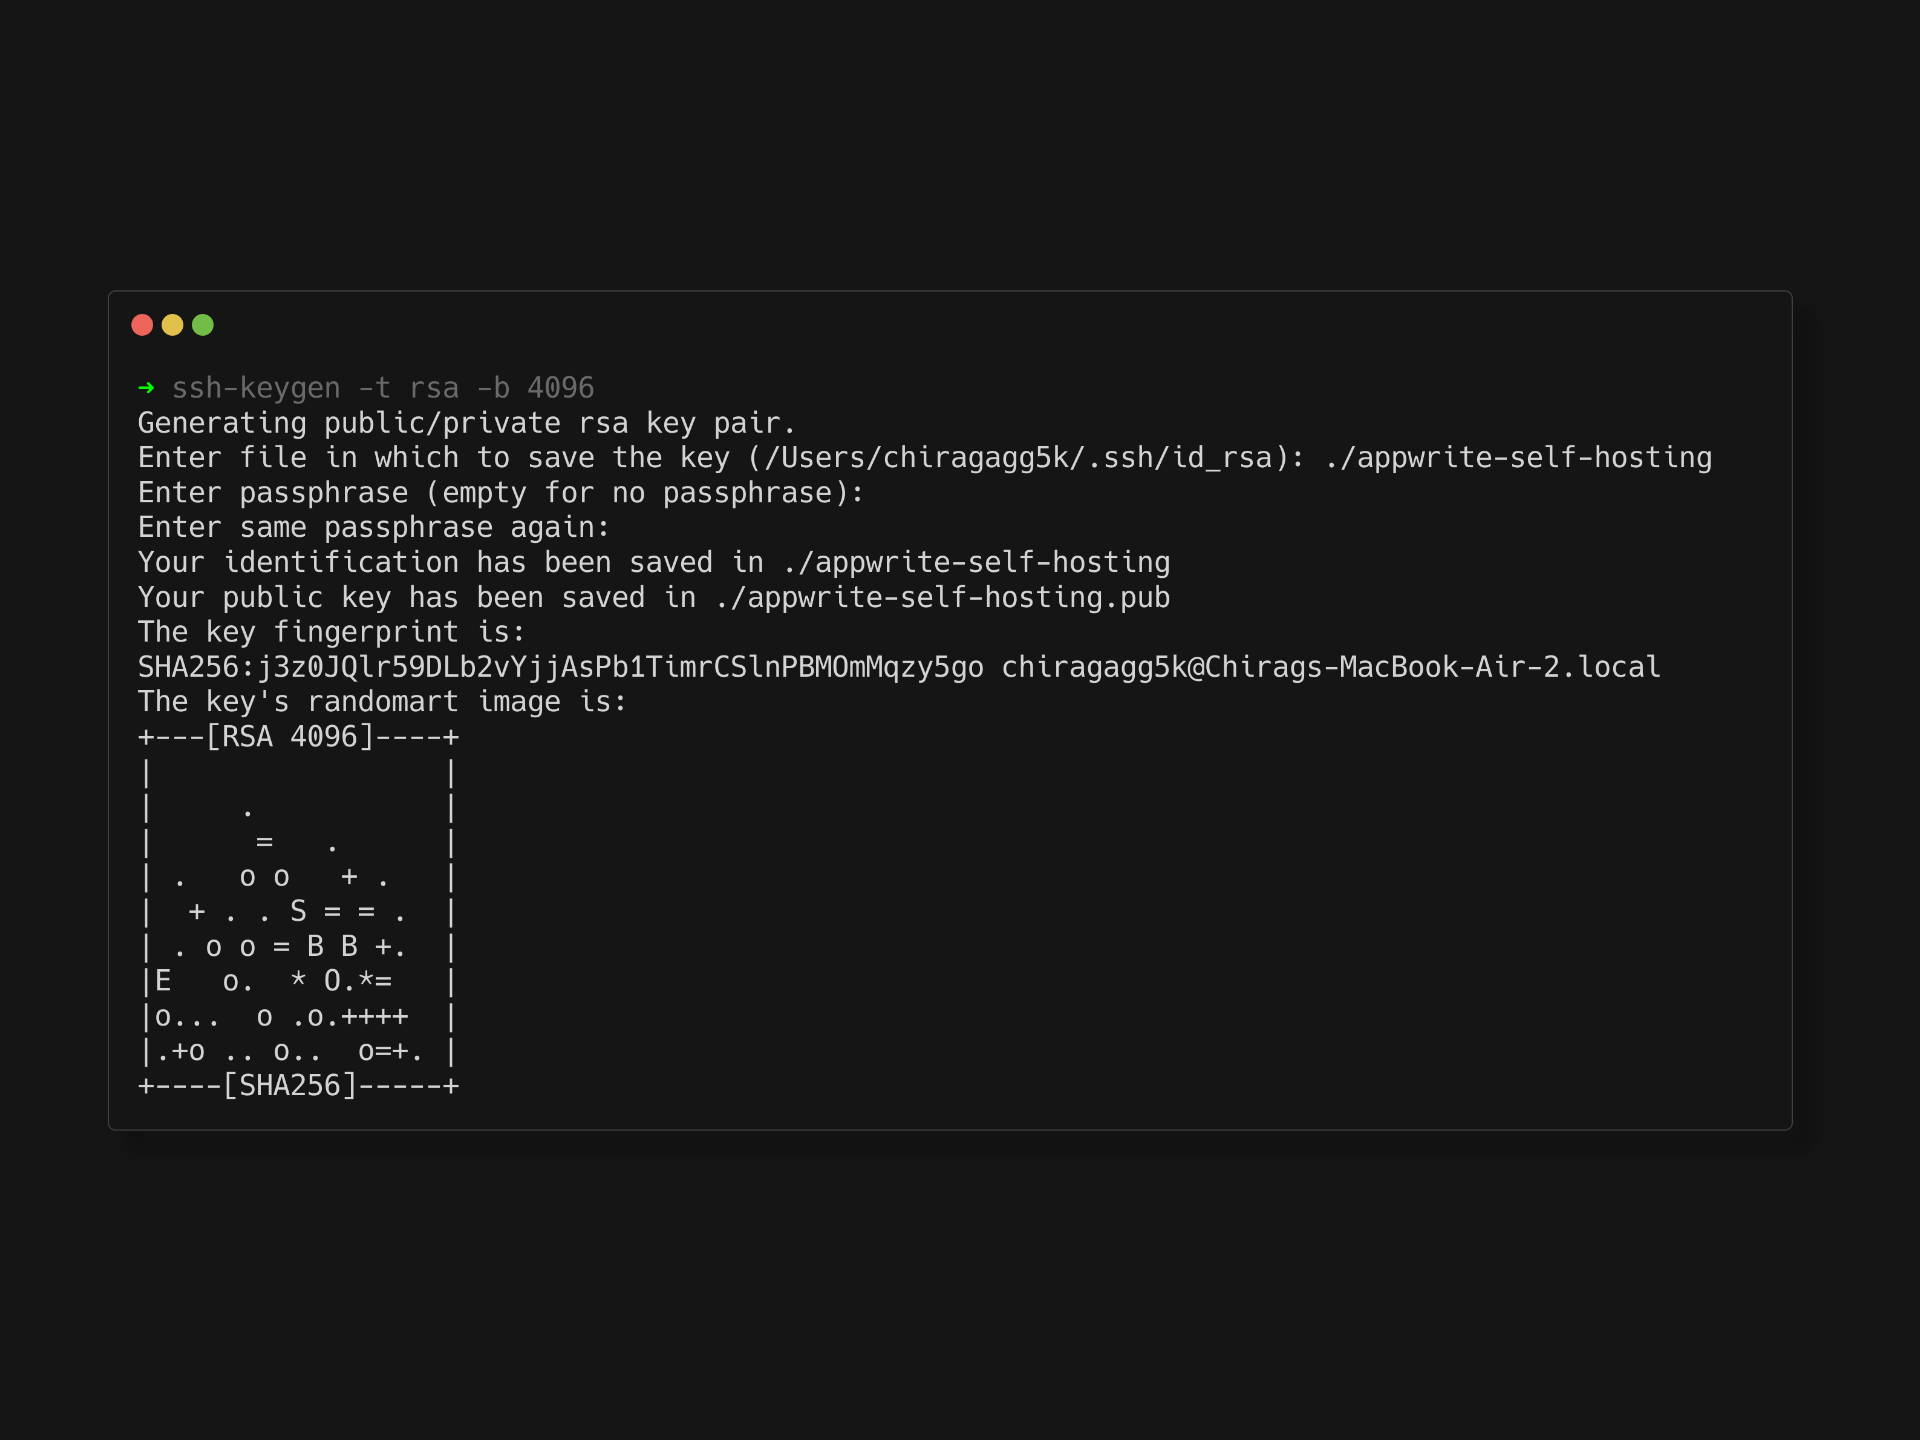 ➜ ssh-keygen -t rsa -b 4096
Generating public/private rsa key pair.
Enter file in which to save the key (/Users/chiragagg5k/.ssh/id_rsa): ./appwrite-self-hosting
Enter passphrase (empty for no passphrase):
Enter same passphrase again:
Your identification has been saved in ./appwrite-self-hosting
Your public key has been saved in ./appwrite-self-hosting.pub
The key fingerprint is:
SHA256:j3z0JQlr59DLb2vYjjAsPb1TimrCSlnPBMOmMqzy5go chiragagg5k@Chirags-MacBook-Air-2.local
The key's randomart image is:
+---[RSA 4096]----+
|                 |
|     .           |
|      =   .      |
| .   o o   + .   |
|  + . . S = = .  |
| . o o = B B +.  |
|E   o.  * O.*=   |
|o...  o .o.++++  |
|.+o .. o..  o=+. |
+----[SHA256]-----+